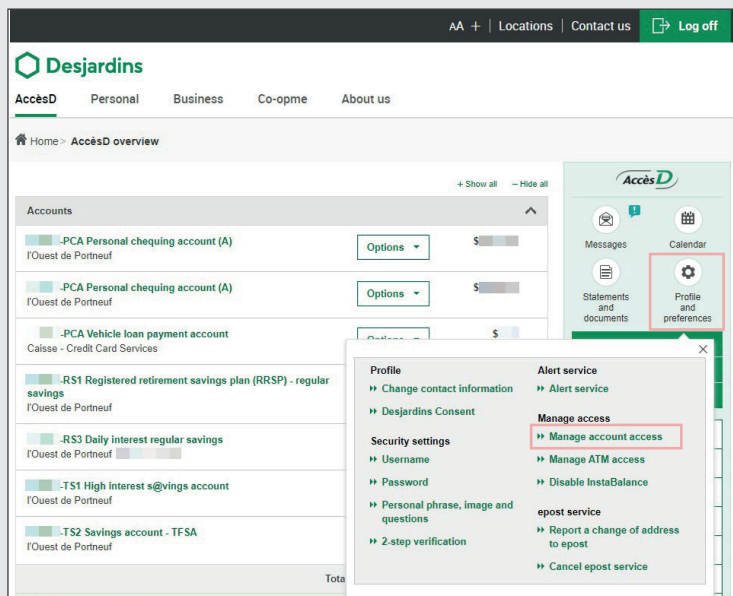 AA + | Locations | Contact us Log off
Desjardins
AccèsD Personal Business Co-opme About us
Home > AccèsD overview
+ Show all – Hide all
Accounts
-PCA Personal chequing account (A)
l'Ouest de Portneuf
Options
$
-PCA Personal chequing account (A)
l'Ouest de Portneuf
Options
$
-PCA Vehicle loan payment account
Caisse - Credit Card Services
Options
$
-RS1 Registered retirement savings plan (RRSP) - regular
savings
l'Ouest de Portneuf
-RS3 Daily interest regular savings
l'Ouest de Portneuf
-TS1 High interest s@vings account
l'Ouest de Portneuf
-TS2 Savings account - TFSA
l'Ouest de Portneuf
AccèsD
Messages
Calendar
Statements
and
documents
Profile
and
preferences
Profile
Change contact information
Desjardins Consent
Security settings
Username
Password
Personal phrase, image and
questions
2-step verification
Alert service
Alert service
Manage access
Manage account access
Manage ATM access
Disable InstaBalance
epost service
Report a change of address
to epost
Cancel epost service